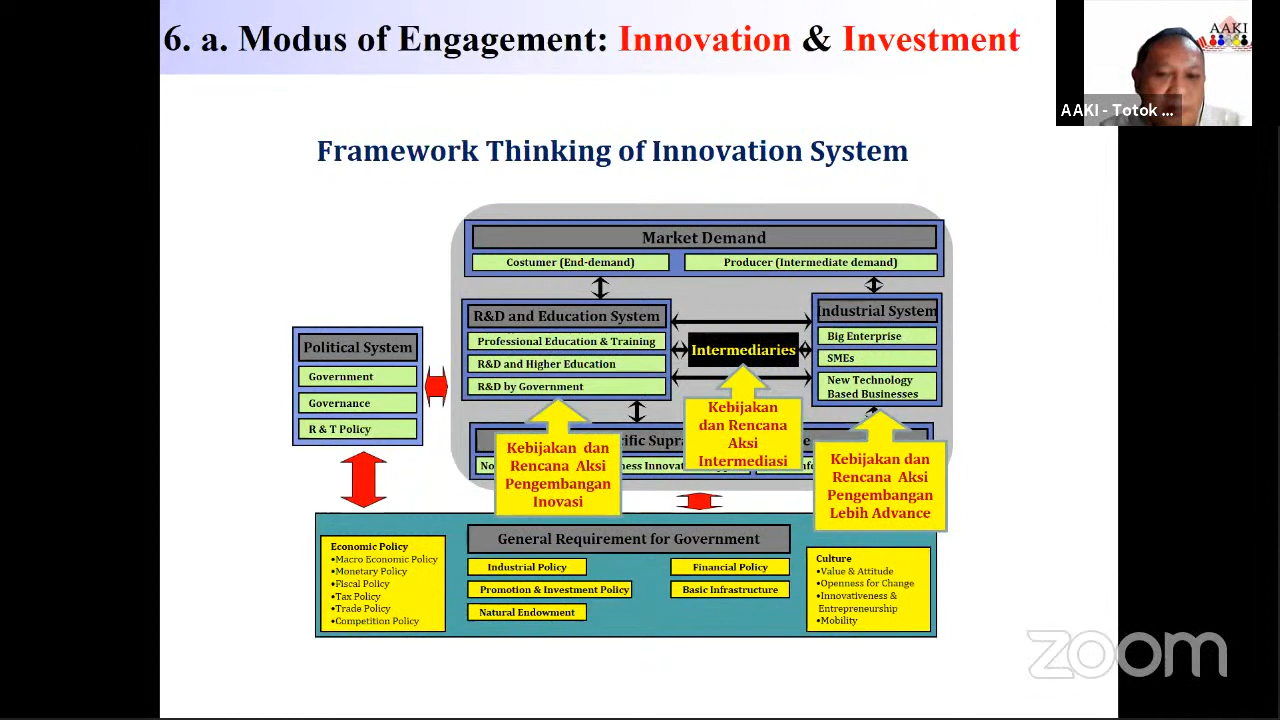 6. a. Modus of Engagement: Innovation & Investment
AAKI
AAKI - Totok ...
Framework Thinking of Innovation System
Market Demand
Costumer (End-demand)
Producer (Intermediate demand)
R&D and Education System
Professional Education & Training
R&D and Higher Education
R&D by Government
Intermediaries
Industrial System
Big Enterprise
SMEs
New Technology
Based Businesses
Political System
Government
Governance
R & T Policy
Kebijakan dan
Rencana Aksi
Pengembangan
Inovasi
Kebijakan
dan Rencana
Aksi
Intermediasi
Kebijakan dan
Rencana Aksi
Pengembangan
Lebih Advance
General Requirement for Government
Economic Policy
•Macro Economic Policy
•Monetary Policy
•Fiscal Policy
•Tax Policy
•Trade Policy
•Competition Policy
Industrial Policy
Promotion & Investment Policy
Natural Endowment
Financial Policy
Basic Infrastructure
Culture
•Value & Attitude
•Openness for Change
•Innovativeness &
Entrepreneurship
•Mobility
zoom